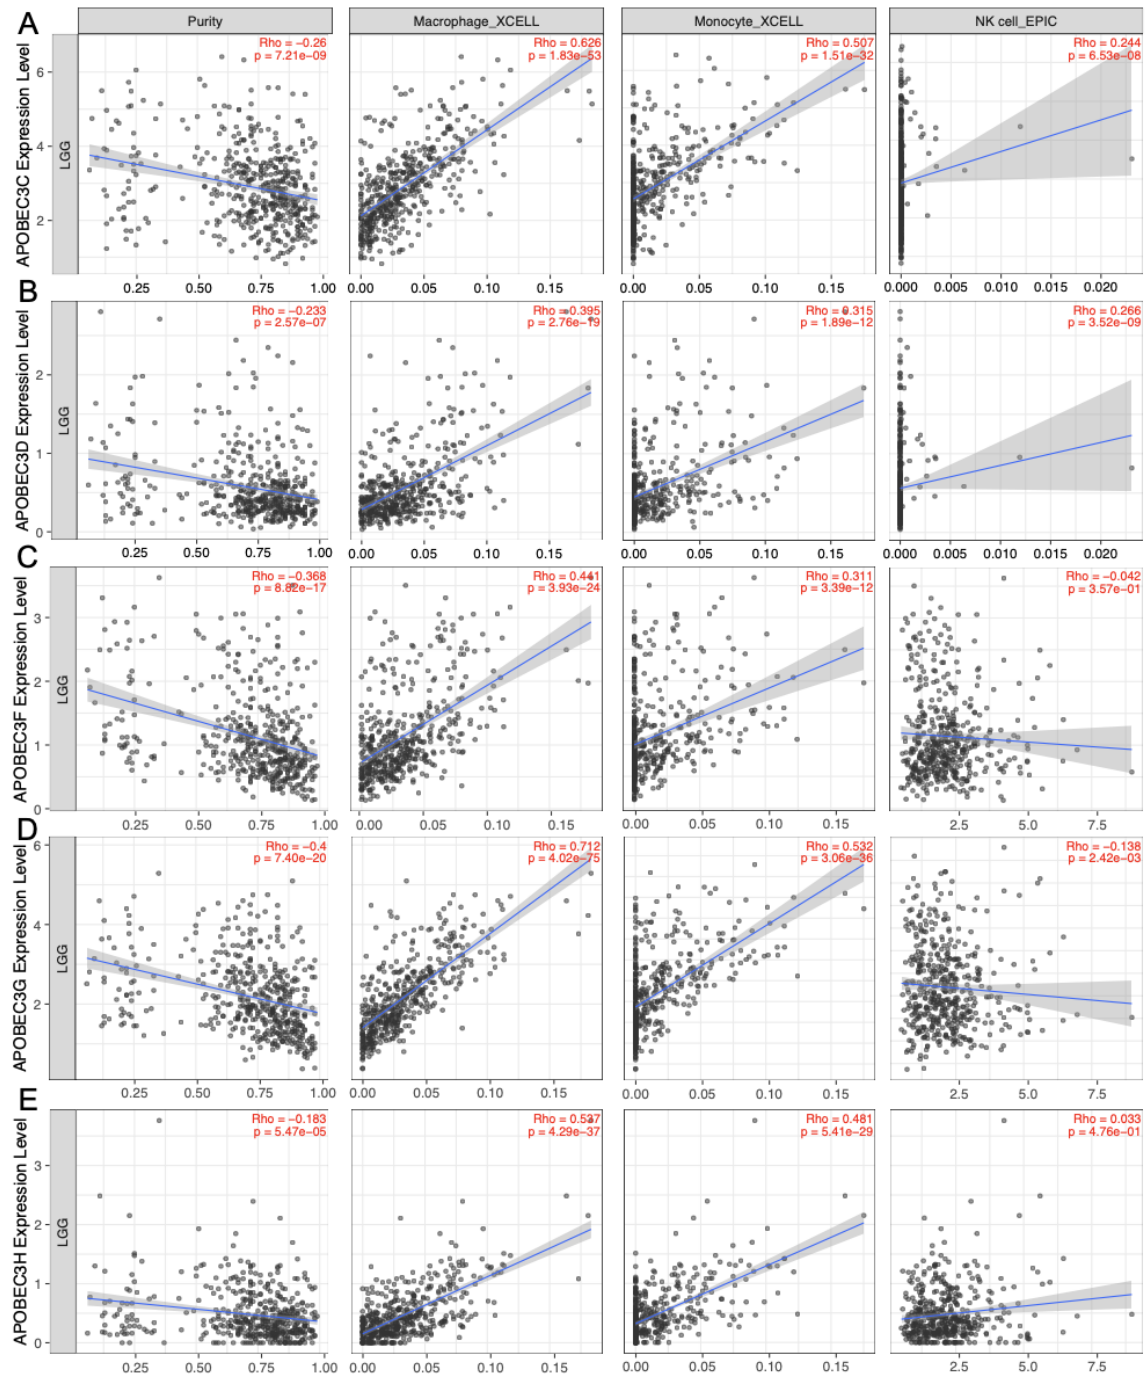 A
Purity
Macrophage_XCELL
Monocyte_XCELL
NK cell_EPIC
APOBEC3C Expression Level
LGG
6
4
2
Rho = −0.26
p = 7.21e−09
Rho = 0.626
p = 1.83e−53
Rho = 0.507
p = 1.51e−32
Rho = 0.244
p = 6.53e−08
0.25 0.50 0.75 1.00
0.00 0.05 0.10 0.15
0.00 0.05 0.10 0.15
0.000 0.005 0.010 0.015 0.020
B
APOBEC3D Expression Level
LGG
2
1
0
Rho = −0.233
p = 2.57e−07
Rho = 0.395
p = 2.76e−19
Rho = 0.315
p = 1.89e−12
Rho = 0.266
p = 3.52e−09
0.25 0.50 0.75 1.00
0.00 0.05 0.10 0.15
0.00 0.05 0.10 0.15
0.000 0.005 0.010 0.015 0.020
C
APOBEC3F Expression Level
LGG
3
2
1
0
Rho = −0.368
p = 8.82e−17
Rho = 0.441
p = 3.93e−24
Rho = 0.311
p = 3.39e−12
Rho = −0.042
p = 3.57e−01
0.25 0.50 0.75 1.00
0.00 0.05 0.10 0.15
0.00 0.05 0.10 0.15
2.5 5.0 7.5
D
APOBEC3G Expression Level
LGG
6
4
2
Rho = −0.4
p = 7.40e−20
Rho = 0.712
p = 4.02e−75
Rho = 0.532
p = 3.06e−36
Rho = −0.138
p = 2.42e−03
0.25 0.50 0.75 1.00
0.00 0.05 0.10 0.15
0.00 0.05 0.10 0.15
2.5 5.0 7.5
E
APOBEC3H Expression Level
LGG
3
2
1
0
Rho = −0.183
p = 5.47e−05
Rho = 0.537
p = 4.29e−37
Rho = 0.481
p = 5.41e−29
Rho = 0.033
p = 4.76e−01
0.25 0.50 0.75 1.00
0.00 0.05 0.10 0.15
0.00 0.05 0.10 0.15
2.5 5.0 7.5